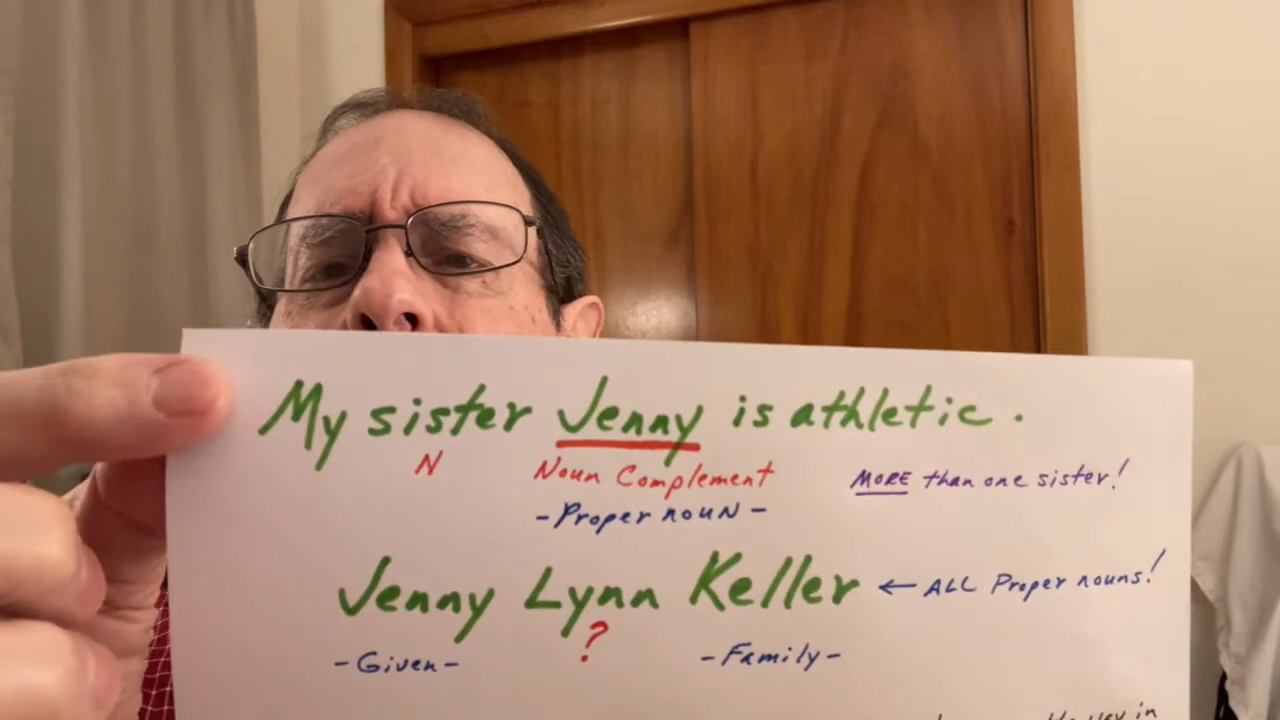 My sister Jenny is athletic.
N Noun Complement MORE than one sister!
-Proper noun-
Jenny Lynn Keller ← ALL Proper nouns!
-Given- ? -Family-
in